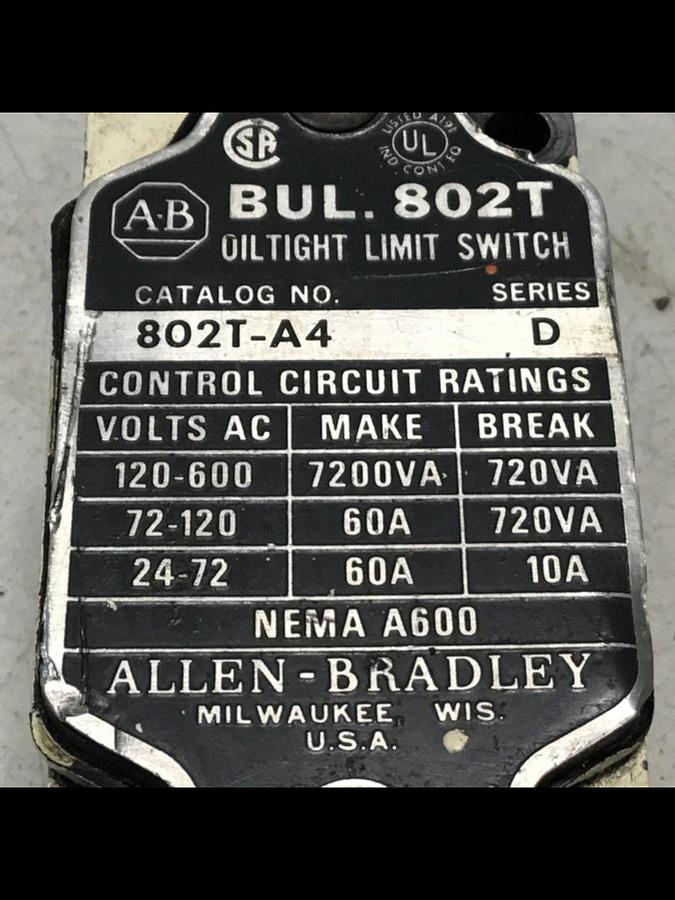 LISTED A191
UL
IND. CONT. EQ
A-B
BUL. 802T
OILTIGHT LIMIT SWITCH
CATALOG NO. SERIES
802T-A4 D
CONTROL CIRCUIT RATINGS
VOLTS AC MAKE BREAK
120-600 7200VA 720VA
72-120 60A 720VA
24-72 60A 10A
NEMA A600
ALLEN-BRADLEY
MILWAUKEE, WIS.
U.S.A.